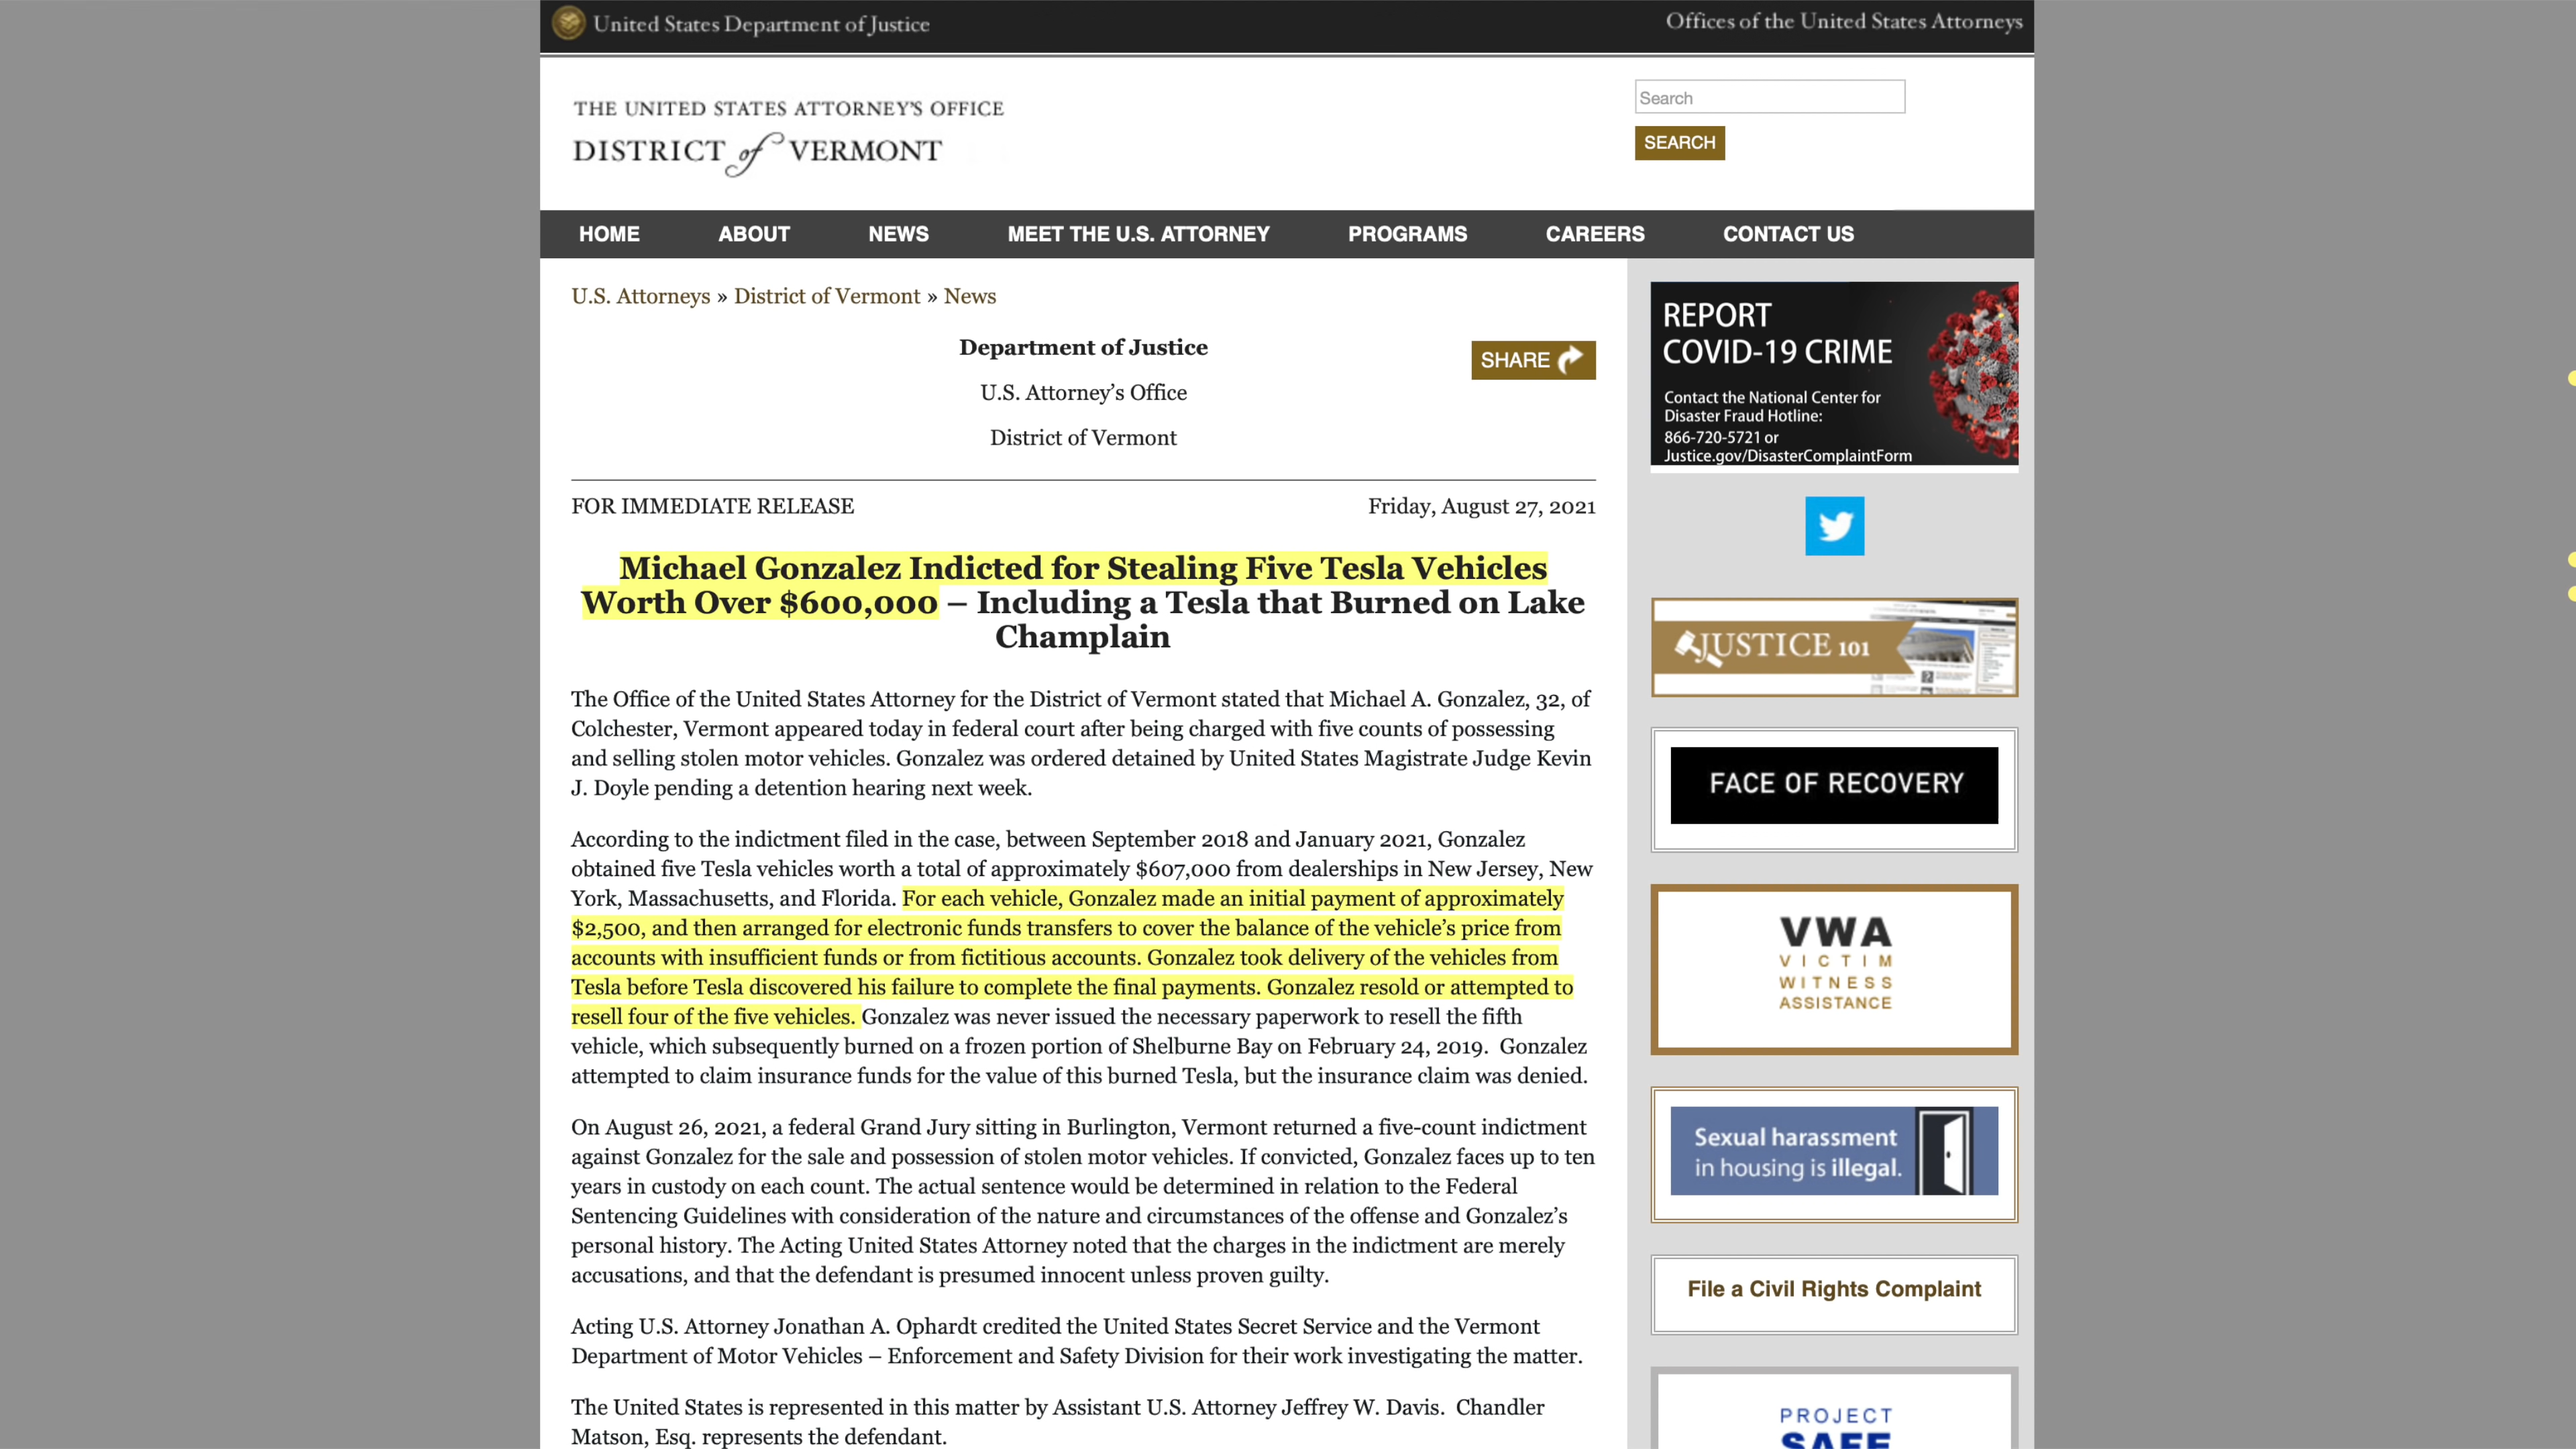 United States Department of Justice
Offices of the United States Attorneys
THE UNITED STATES ATTORNEY'S OFFICE
DISTRICT of VERMONT
Search
SEARCH
HOME ABOUT NEWS MEET THE U.S. ATTORNEY PROGRAMS CAREERS CONTACT US
U.S. Attorneys » District of Vermont » News
Department of Justice
SHARE
U.S. Attorney’s Office
District of Vermont
FOR IMMEDIATE RELEASE
Friday, August 27, 2021
Michael Gonzalez Indicted for Stealing Five Tesla Vehicles
Worth Over $600,000 – Including a Tesla that Burned on Lake
Champlain
The Office of the United States Attorney for the District of Vermont stated that Michael A. Gonzalez, 32, of
Colchester, Vermont appeared today in federal court after being charged with five counts of possessing
and selling stolen motor vehicles. Gonzalez was ordered detained by United States Magistrate Judge Kevin
J. Doyle pending a detention hearing next week.
According to the indictment filed in the case, between September 2018 and January 2021, Gonzalez
obtained five Tesla vehicles worth a total of approximately $607,000 from dealerships in New Jersey, New
York, Massachusetts, and Florida. For each vehicle, Gonzalez made an initial payment of approximately
$2,500, and then arranged for electronic funds transfers to cover the balance of the vehicle’s price from
accounts with insufficient funds or from fictitious accounts. Gonzalez took delivery of the vehicles from
Tesla before Tesla discovered his failure to complete the final payments. Gonzalez resold or attempted to
resell four of the five vehicles. Gonzalez was never issued the necessary paperwork to resell the fifth
vehicle, which subsequently burned on a frozen portion of Shelburne Bay on February 24, 2019.  Gonzalez
attempted to claim insurance funds for the value of this burned Tesla, but the insurance claim was denied.
On August 26, 2021, a federal Grand Jury sitting in Burlington, Vermont returned a five-count indictment
against Gonzalez for the sale and possession of stolen motor vehicles. If convicted, Gonzalez faces up to ten
years in custody on each count. The actual sentence would be determined in relation to the Federal
Sentencing Guidelines with consideration of the nature and circumstances of the offense and Gonzalez’s
personal history. The Acting United States Attorney noted that the charges in the indictment are merely
accusations, and that the defendant is presumed innocent unless proven guilty.
Acting U.S. Attorney Jonathan A. Ophardt credited the United States Secret Service and the Vermont
Department of Motor Vehicles – Enforcement and Safety Division for their work investigating the matter.
The United States is represented in this matter by Assistant U.S. Attorney Jeffrey W. Davis.  Chandler
Matson, Esq. represents the defendant.
REPORT
COVID-19 CRIME
Contact the National Center for
Disaster Fraud Hotline:
866-720-5721 or
Justice.gov/DisasterComplaintForm
JUSTICE 101
FACE OF RECOVERY
VWA
VICTIM
WITNESS
ASSISTANCE
Sexual harassment
in housing is illegal.
File a Civil Rights Complaint
PROJECT
SAFE